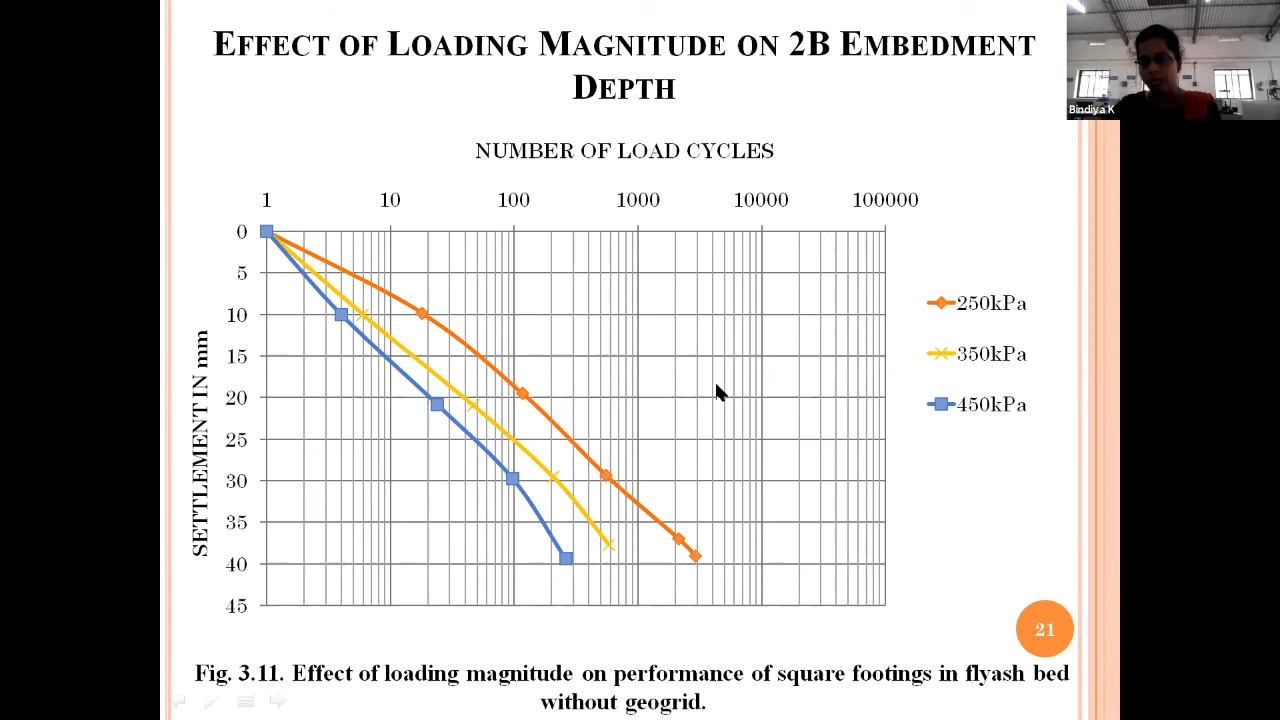 EFFECT OF LOADING MAGNITUDE ON 2B EMBEDMENT
DEPTH
Bindiya K
NUMBER OF LOAD CYCLES
1 10 100 1000 10000 100000
SETTLEMENT IN mm
0
5
10
15
20
25
30
35
40
45
250kPa
350kPa
450kPa
21
Fig. 3.11. Effect of loading magnitude on performance of square footings in flyash bed
without geogrid.